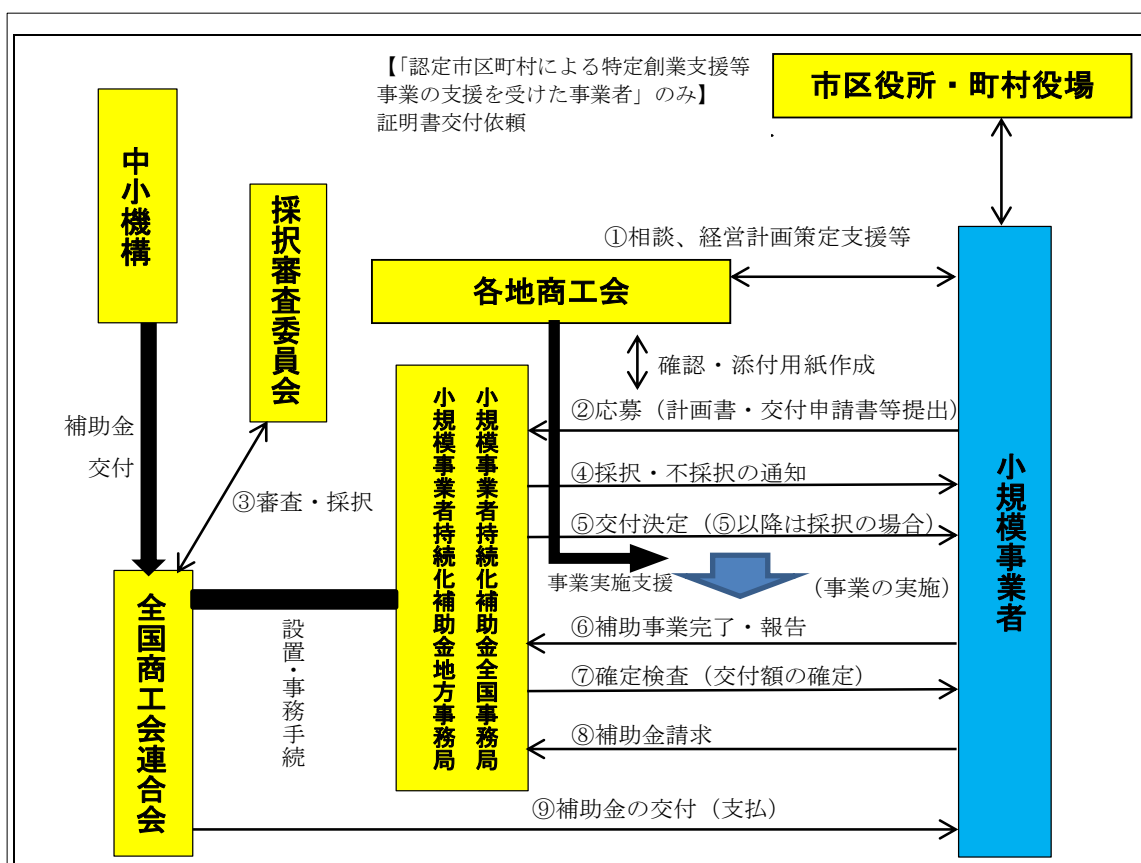 【「認定市区町村による特定創業支援等
事業の支援を受けた事業者」のみ】
証明書交付依頼
市区役所・町村役場
中小機構
採択審査委員会
①相談、経営計画策定支援等
各地商工会
確認・添付用紙作成
小規模事業者持続化補助金全国事務局
小規模事業者持続化補助金地方事務局
②応募（計画書・交付申請書等提出）
補助金
交付
④採択・不採択の通知
③審査・採択
⑤交付決定（⑤以降は採択の場合）
小規模事業者
事業実施支援
（事業の実施）
全国商工会連合会
設置・事務手続
⑥補助事業完了・報告
⑦確定検査（交付額の確定）
⑧補助金請求
⑨補助金の交付（支払）